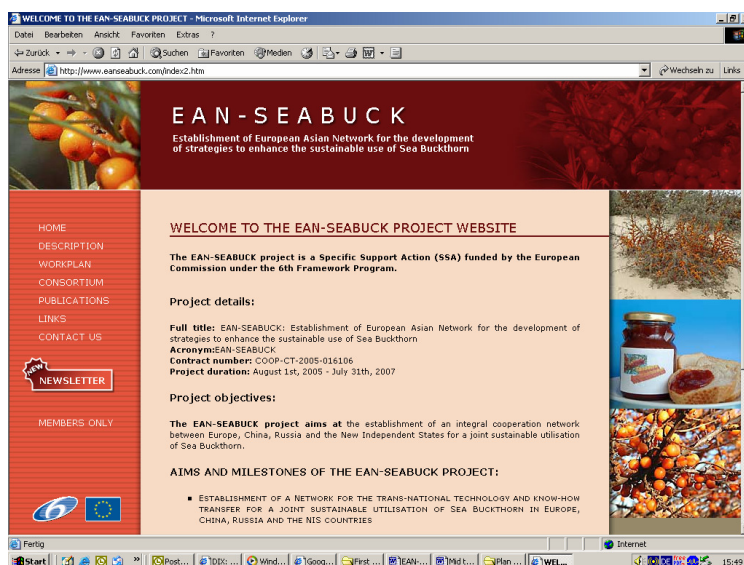 WELCOME TO THE EAN-SEABUCK PROJECT - Microsoft Internet Explorer
Datei Bearbeiten Ansicht Favoriten Extras ?
Zurück Suchen Favoriten Medien
Adresse http://www.eanseabuck.com/index2.htm Wechseln zu Links
EAN-SEABUCK
Establishment of European Asian Network for the development
of strategies to enhance the sustainable use of Sea Buckthorn
HOME
DESCRIPTION
WORKPLAN
CONSORTIUM
PUBLICATIONS
LINKS
CONTACT US
NEW
NEWSLETTER
MEMBERS ONLY
WELCOME TO THE EAN-SEABUCK PROJECT WEBSITE
The EAN-SEABUCK project is a Specific Support Action (SSA) funded by the European
Commission under the 6th Framework Program.
Project details:
Full title: EAN-SEABUCK: Establishment of European Asian Network for the development of
strategies to enhance the sustainable use of Sea Buckthorn
Acronym:EAN-SEABUCK
Contract number: COOP-CT-2005-016106
Project duration: August 1st, 2005 - July 31th, 2007
Project objectives:
The EAN-SEABUCK project aims at the establishment of an integral cooperation network
between Europe, China, Russia and the New Independent States for a joint sustainable utilisation
of Sea Buckthorn.
AIMS AND MILESTONES OF THE EAN-SEABUCK PROJECT:
ESTABLISHMENT OF A NETWORK FOR THE TRANS-NATIONAL TECHNOLOGY AND KNOW-HOW
TRANSFER FOR A JOINT SUSTAINABLE UTILISATION OF SEA BUCKTHORN IN EUROPE,
CHINA, RUSSIA AND THE NIS COUNTRIES
Fertig Internet
Start Post... DIX: ... Wind... Goog... First ... EAN-... Mid t... Plan ... WEL... DE 15:49